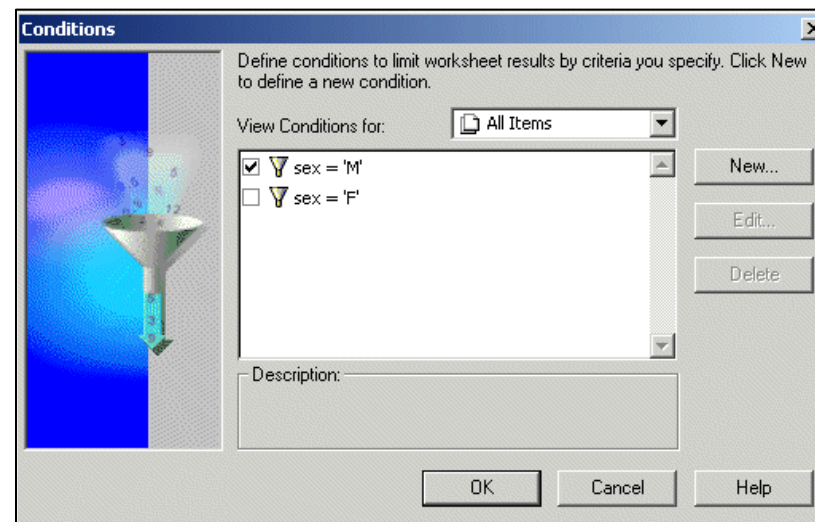 Conditions
Define conditions to limit worksheet results by criteria you specify. Click New
to define a new condition.
View Conditions for:
All Items
sex = 'M'
sex = 'F'
New...
Edit...
Delete
Description:
OK
Cancel
Help